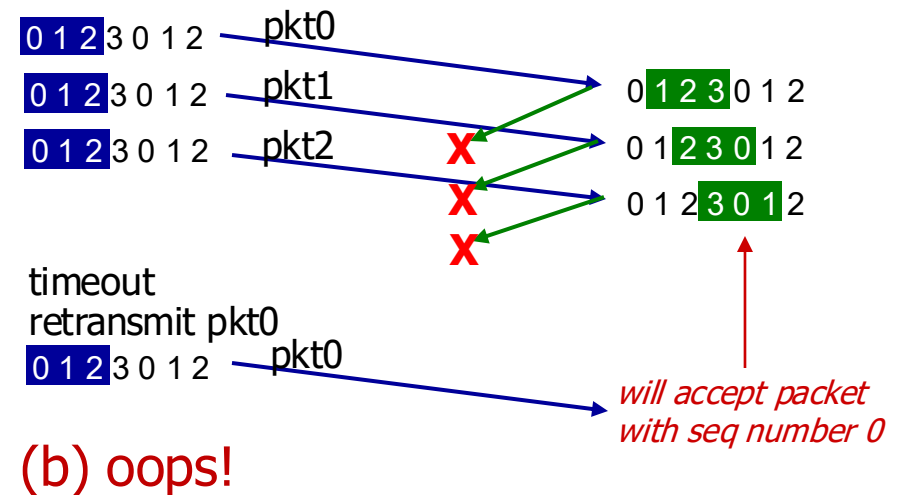 0 1 2 3 0 1 2 pkt0
0 1 2 3 0 1 2
0 1 2 3 0 1 2 pkt1
X 0 1 2 3 0 1 2
0 1 2 3 0 1 2 pkt2
X 0 1 2 3 0 1 2
X
timeout
retransmit pkt0
0 1 2 3 0 1 2 pkt0
will accept packet
with seq number 0
(b) oops!